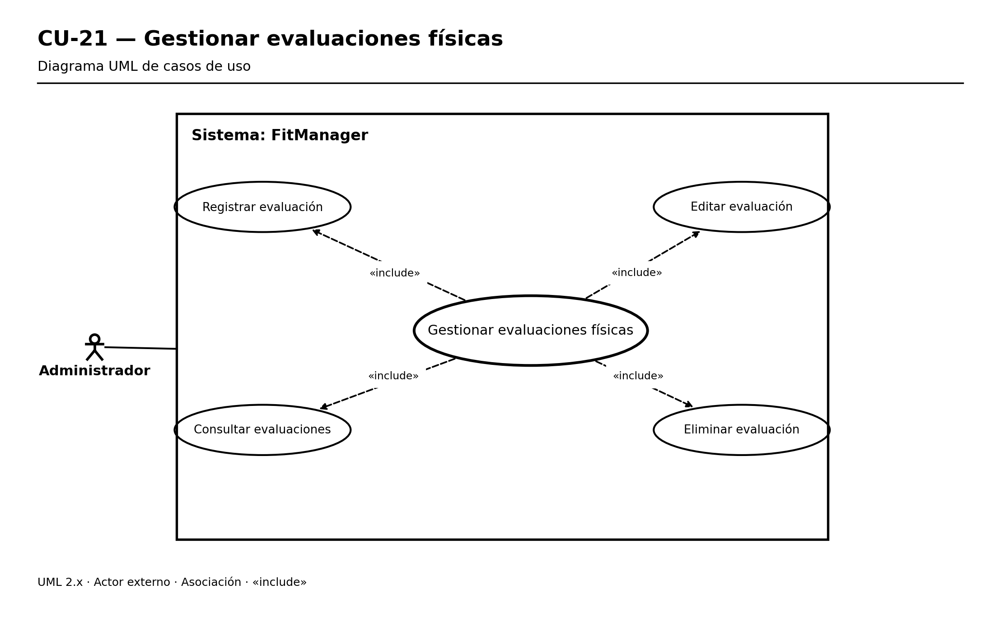 CU-21 — Gestionar evaluaciones físicas
Diagrama UML de casos de uso
Sistema: FitManager
Registrar evaluación
Editar evaluación
«include»
«include»
Gestionar evaluaciones físicas
Administrador
«include»
«include»
Consultar evaluaciones
Eliminar evaluación
UML 2.x · Actor externo · Asociación · «include»